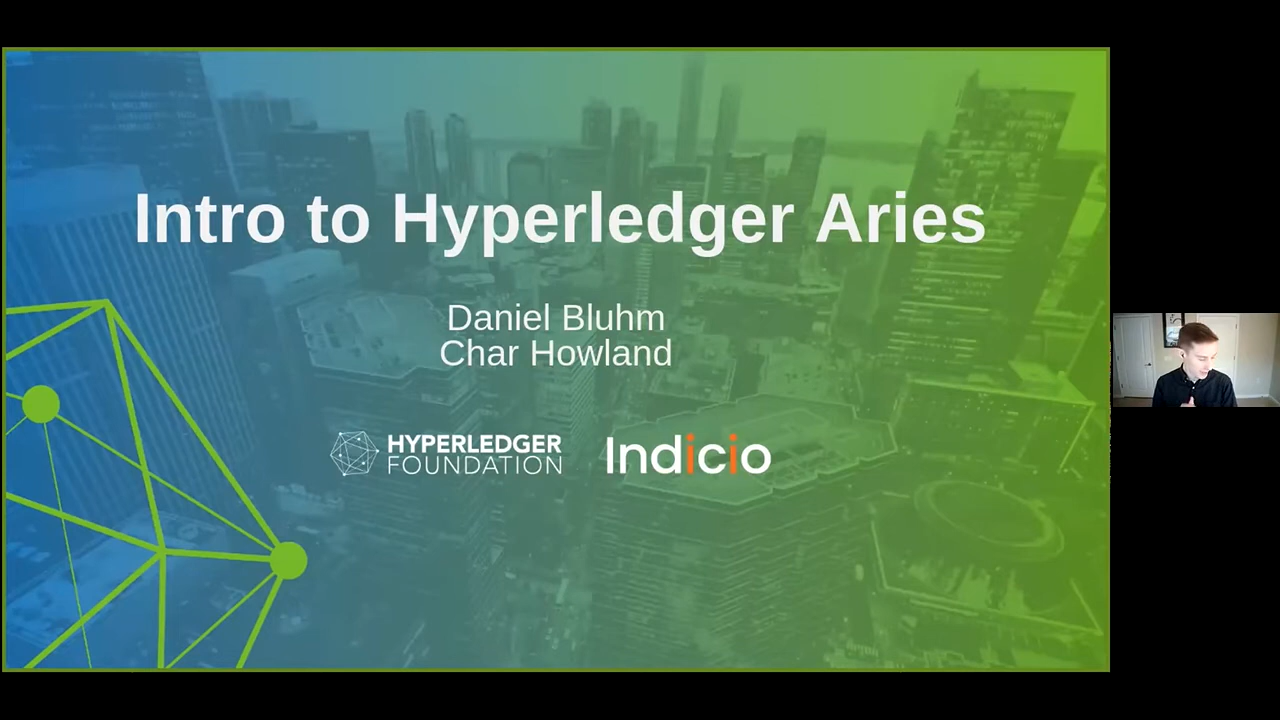 Intro to Hyperledger Aries
Daniel Bluhm
Char Howland
HYPERLEDGER
FOUNDATION
Indicio